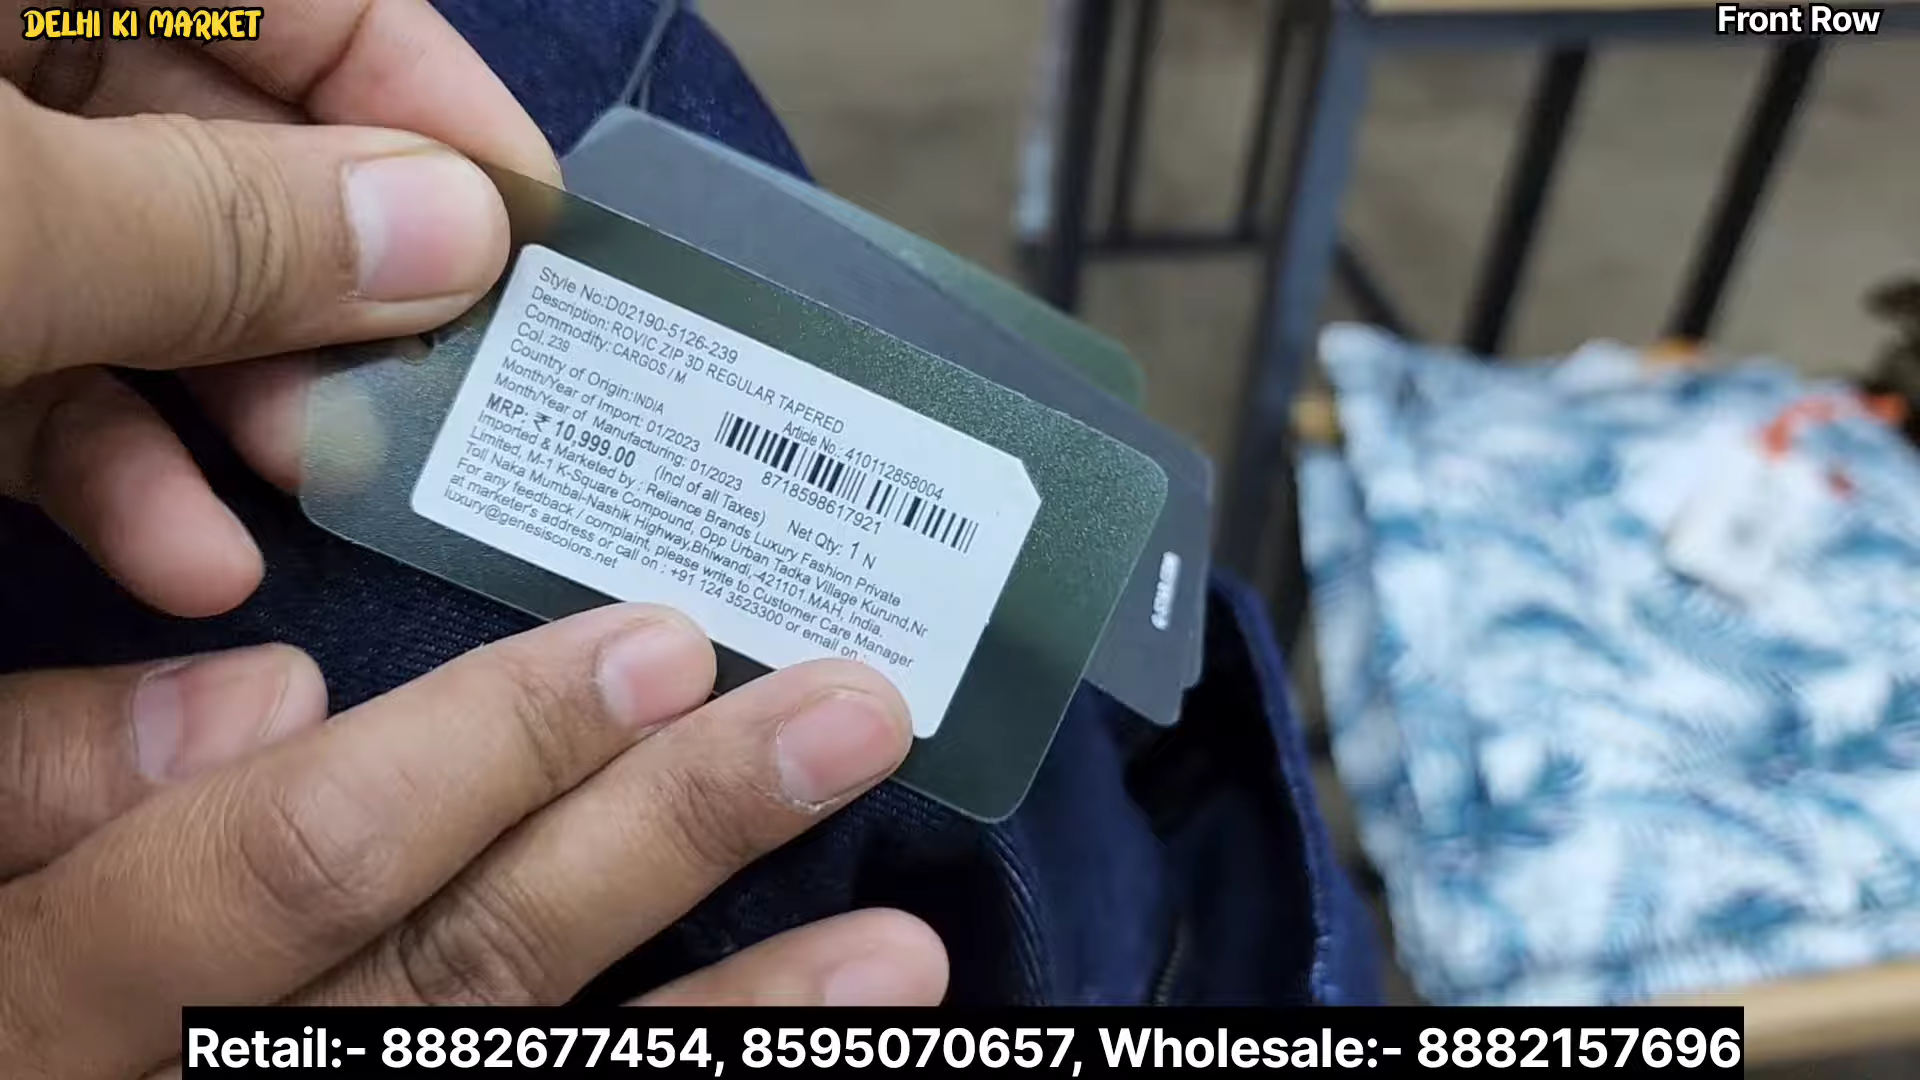 DELHI KI MARKET
Front Row
Style No:D02190-5126-239
Description: ROVIC ZIP 3D REGULAR TAPERED
Commodity: CARGOS / M
Col. 239
Article No.: 410112858004
Country of Origin:INDIA
Month/Year of Import: 01/2023
Month/Year of Manufacturing: 01/2023
8718598617921
MRP: ₹ 10,999.00 (Incl of all Taxes) Net Qty: 1 N
Imported & Marketed by : Reliance Brands Luxury Fashion Private
Limited, M-1 K-Square Compound, Opp Urban Tadka Village Kurund,Nr
Toll Naka Mumbai-Nashik Highway,Bhiwandi,-421101.MAH, India.
For any feedback / complaint, please write to Customer Care Manager
at marketer's address or call on : +91 124 3523300 or email on :
luxury@genesiscolors.net
Retail:- 8882677454, 8595070657, Wholesale:- 8882157696